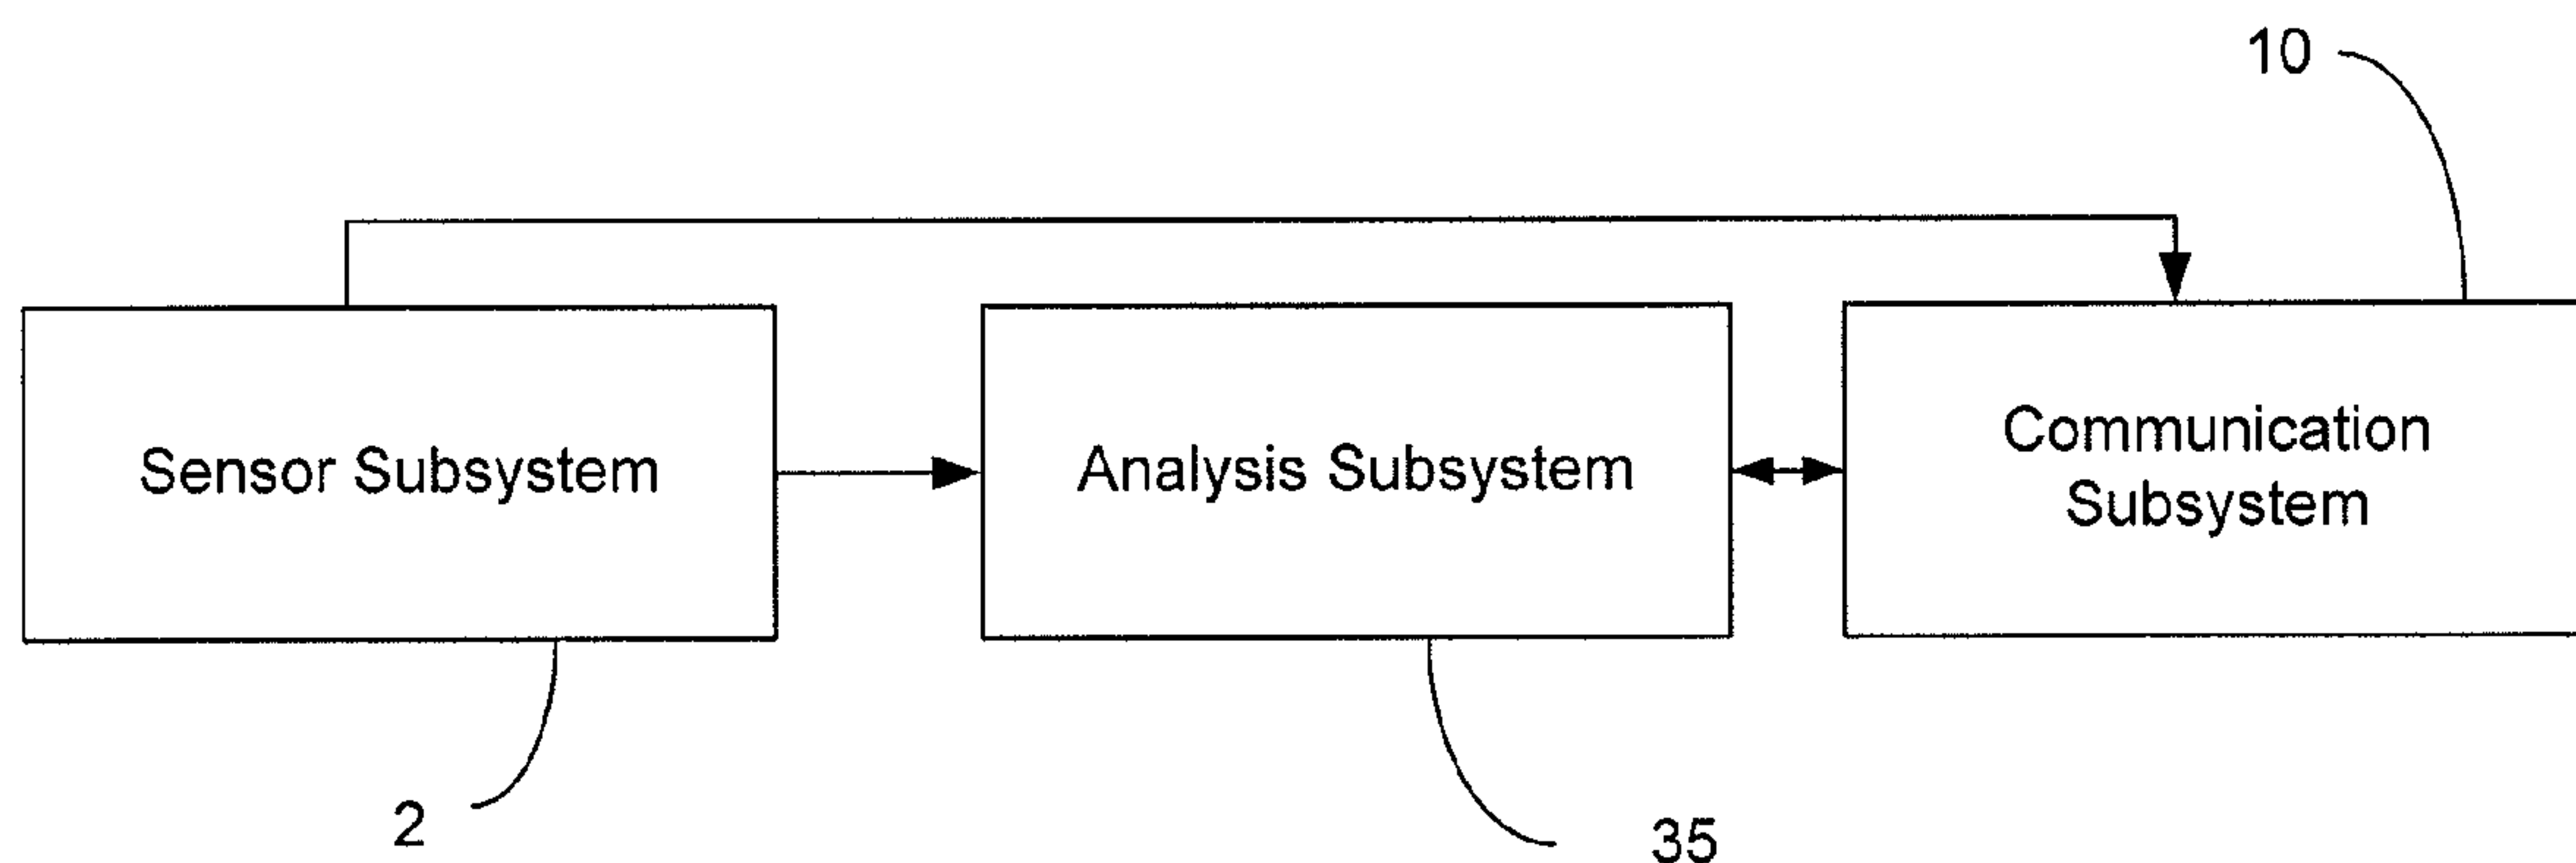 10
Sensor Subsystem
Analysis Subsystem
Communication
Subsystem
2
35